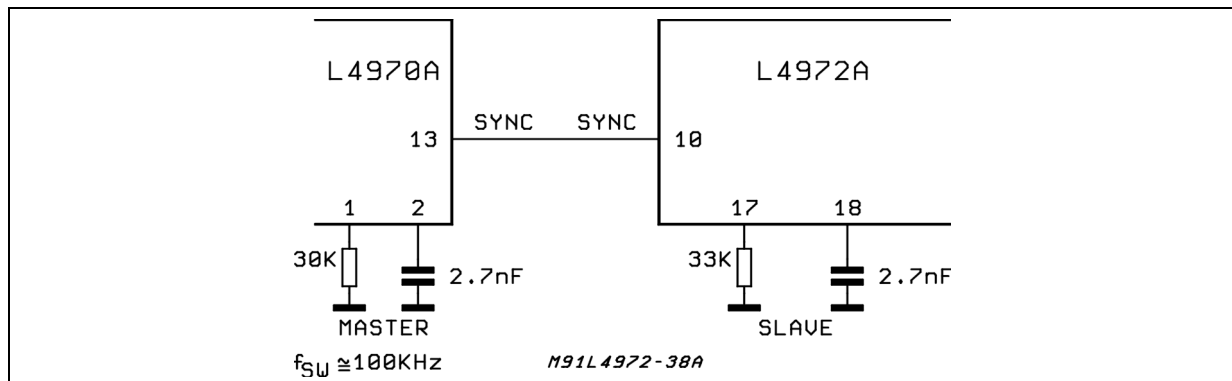 L4970A
L4972A
13 SYNC SYNC 10
1 2
17 18
30K
2.7nF
33K
2.7nF
MASTER
SLAVE
fSW ≅100KHz
M91L4972-38A